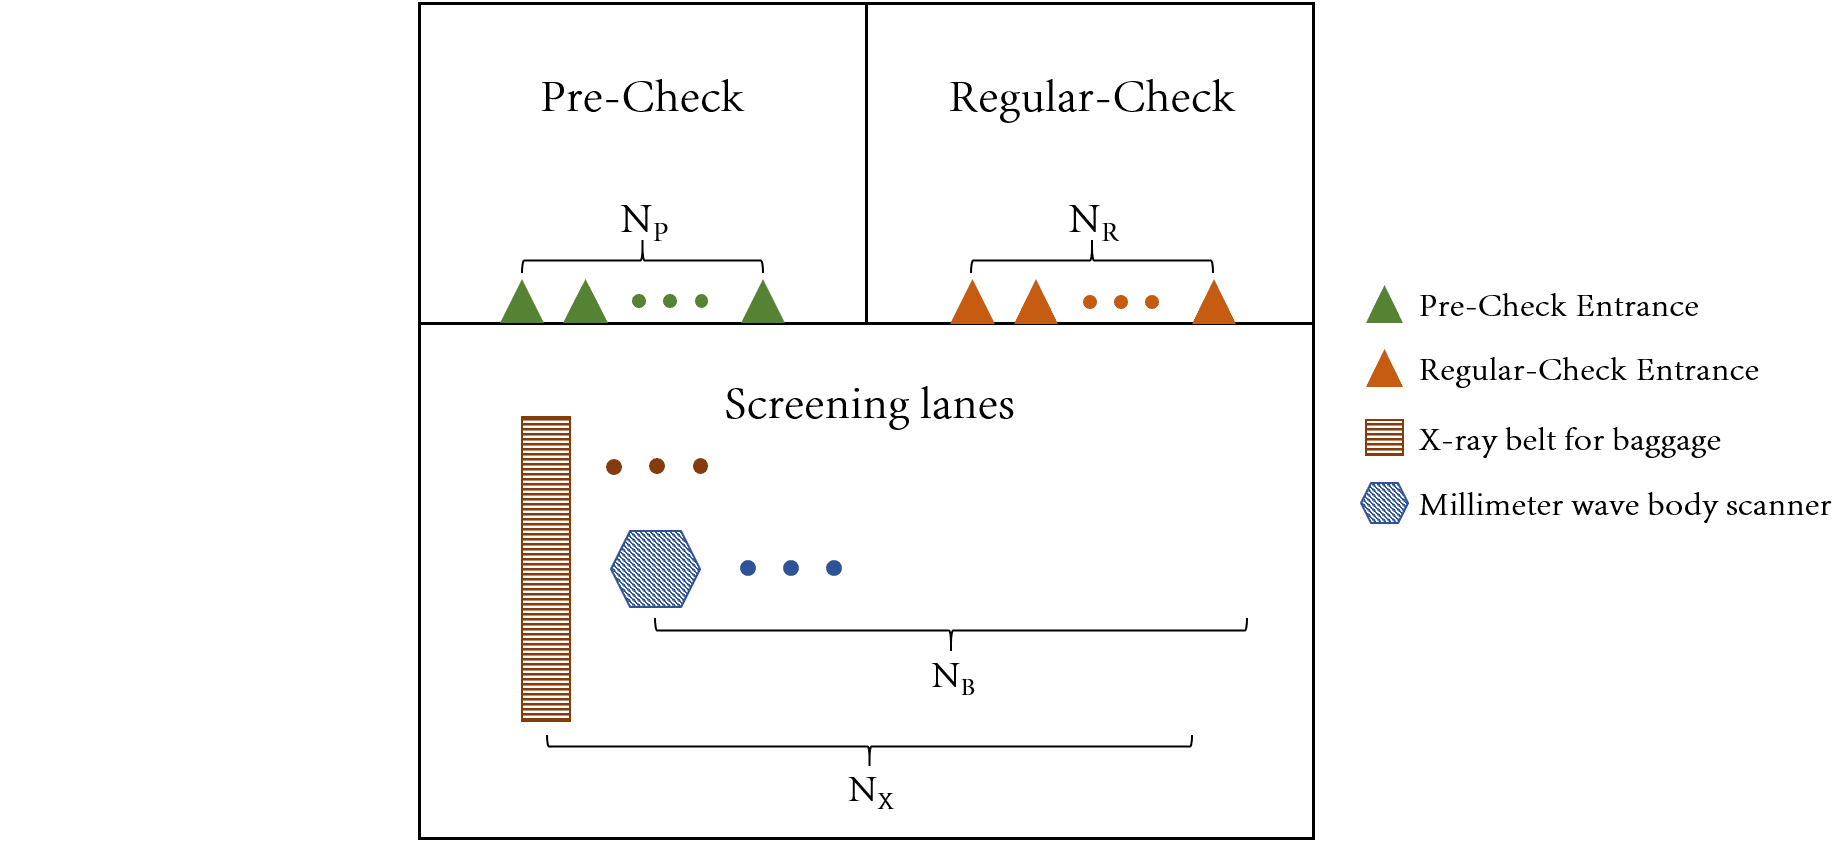 Pre-Check
Regular-Check
N_P
N_R
Screening lanes
N_B
N_X
Pre-Check Entrance
Regular-Check Entrance
X-ray belt for baggage
Millimeter wave body scanner